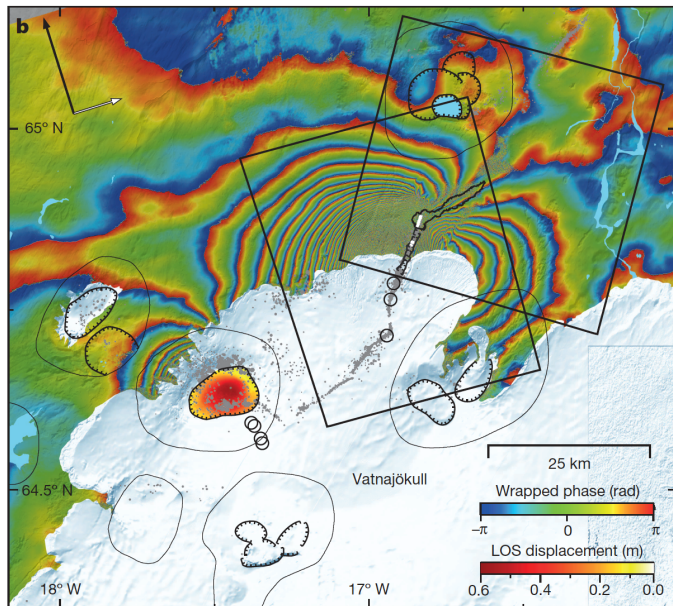 b
65° N
Vatnajökull
25 km
64.5° N
Wrapped phase (rad)
–π 0 π
LOS displacement (m)
0.6 0.4 0.2 0.0
18° W 17° W